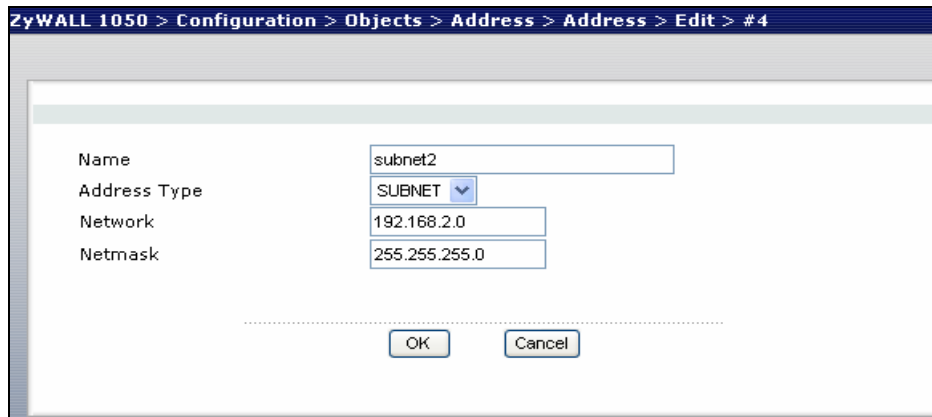 ZyWALL 1050 > Configuration > Objects > Address > Address > Edit > #4
Name subnet2
Address Type SUBNET
Network 192.168.2.0
Netmask 255.255.255.0
OK Cancel